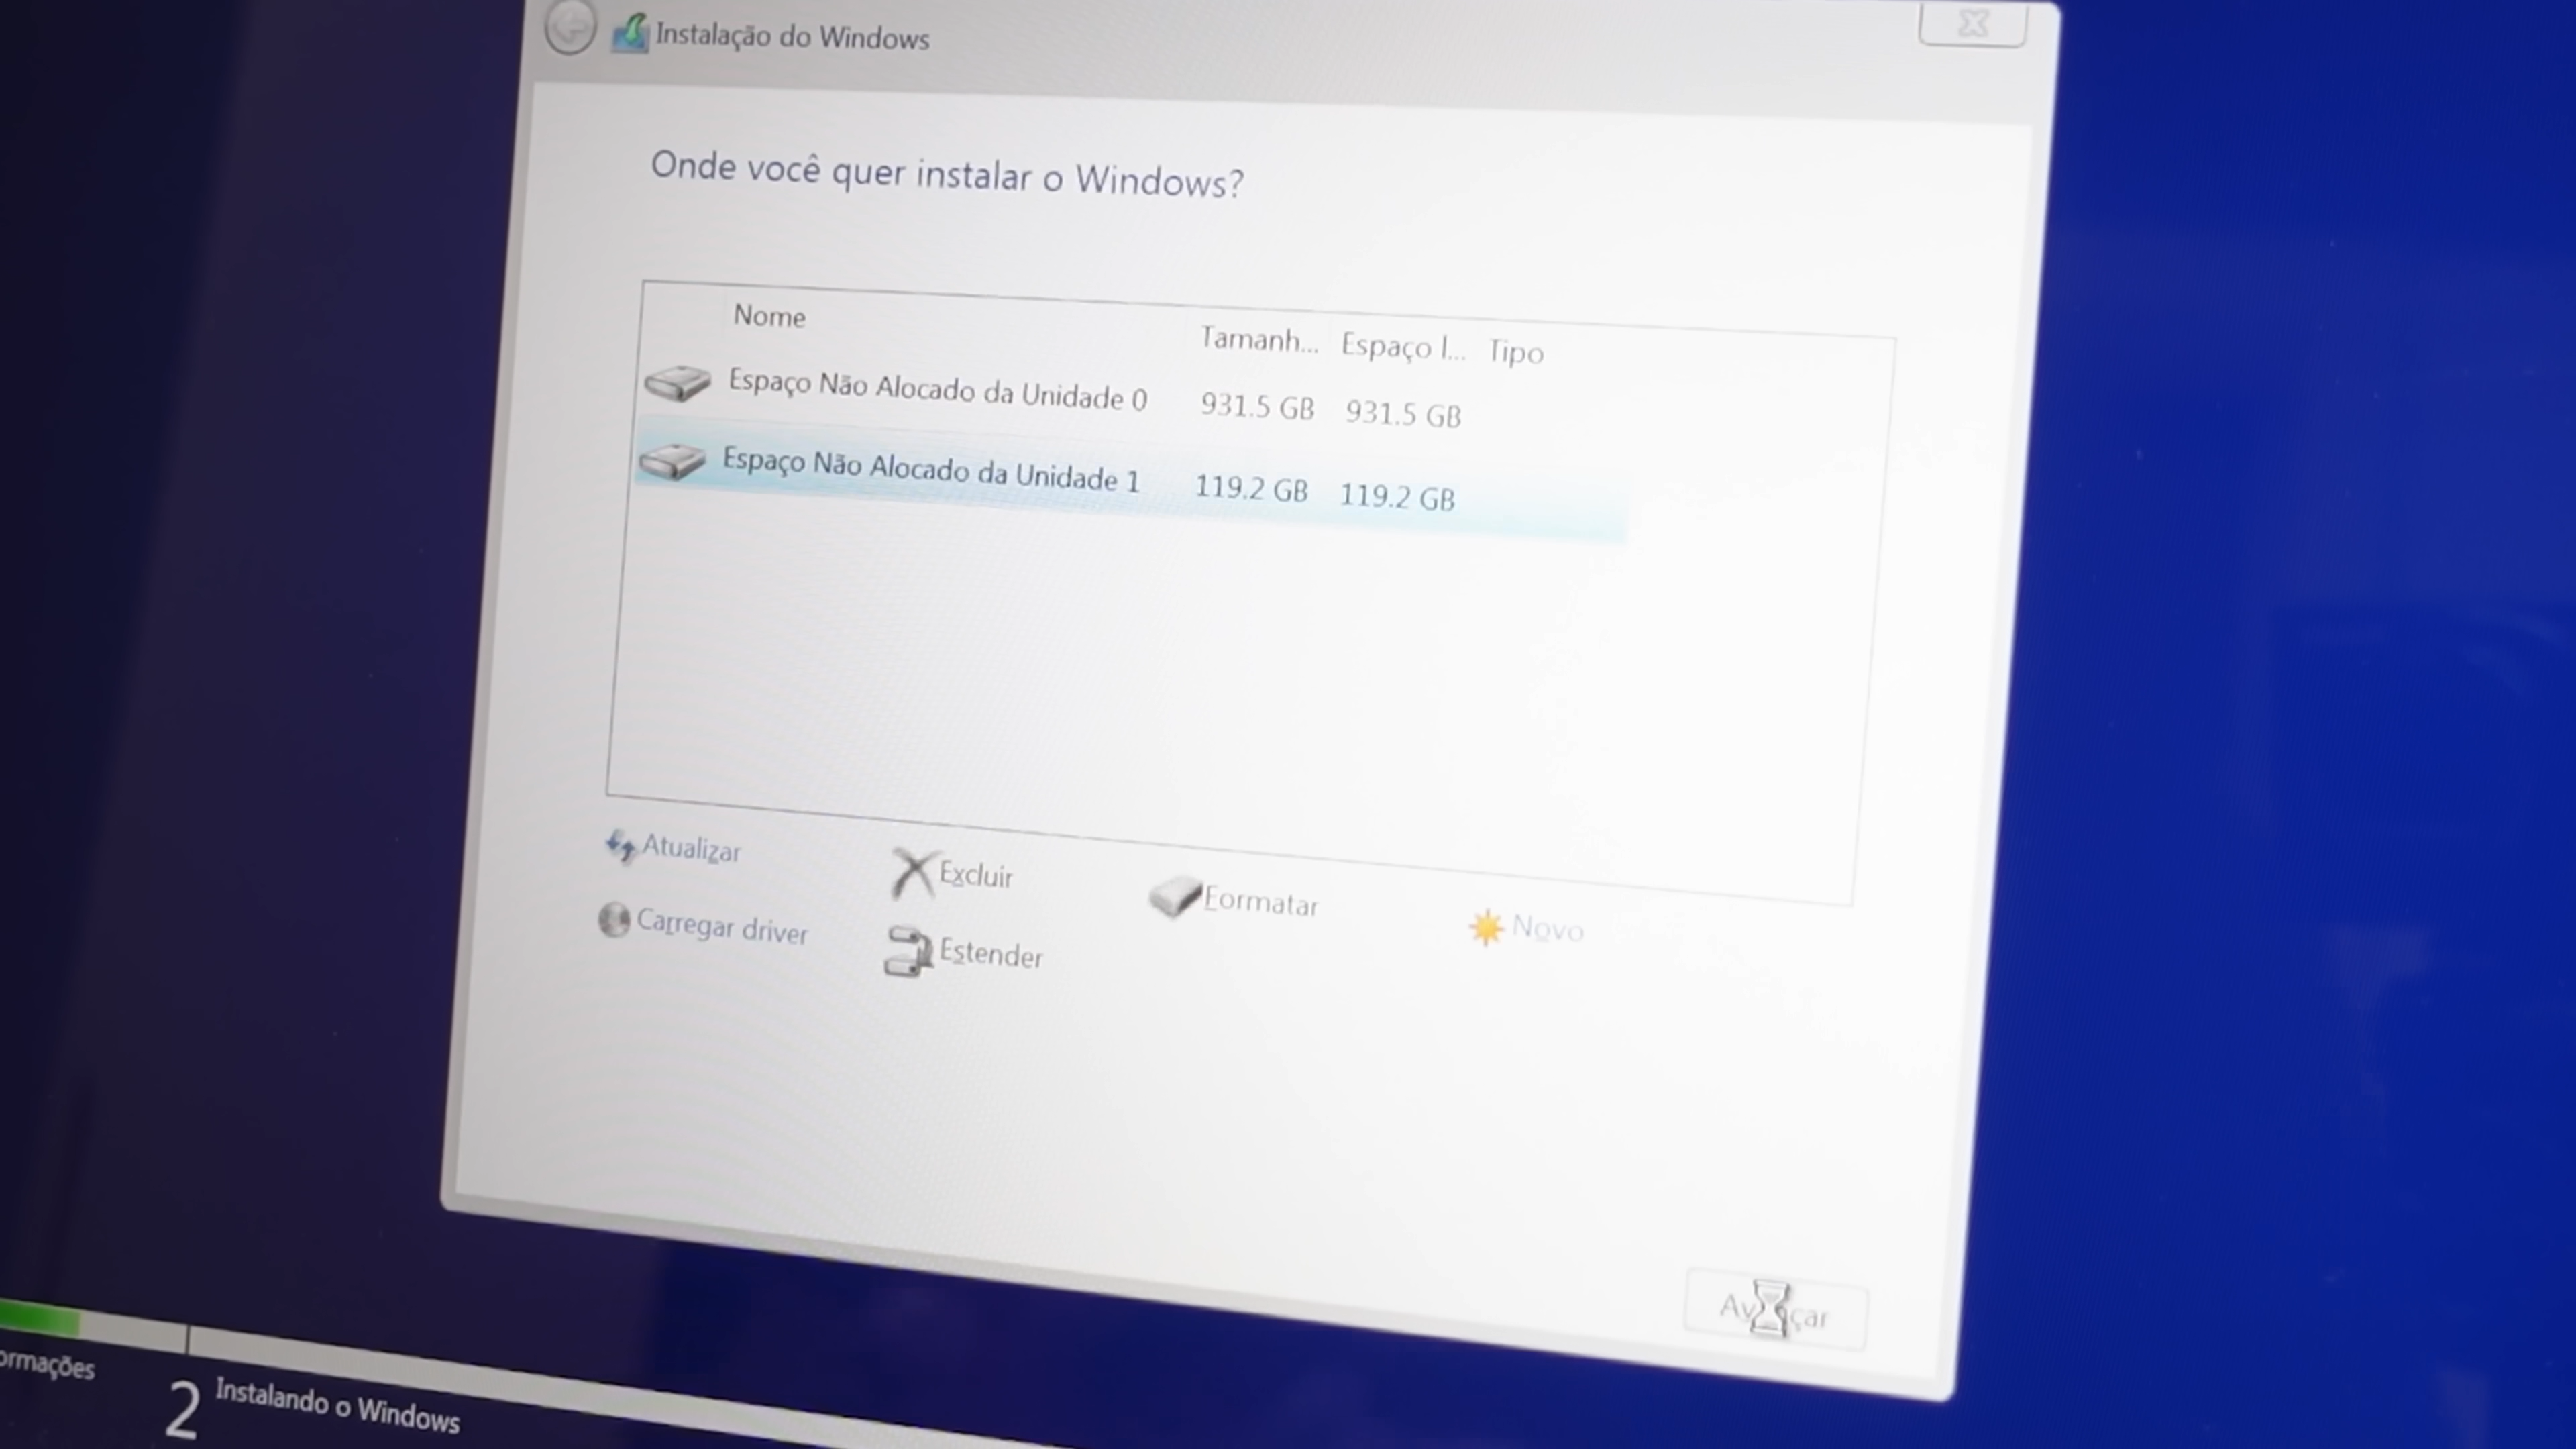 Instalação do Windows
Onde você quer instalar o Windows?
Nome Tamanh... Espaço l... Tipo
Espaço Não Alocado da Unidade 0 931.5 GB 931.5 GB
Espaço Não Alocado da Unidade 1 119.2 GB 119.2 GB
Atualizar Excluir Formatar Novo
Carregar driver Estender
ormações
2 Instalando o Windows